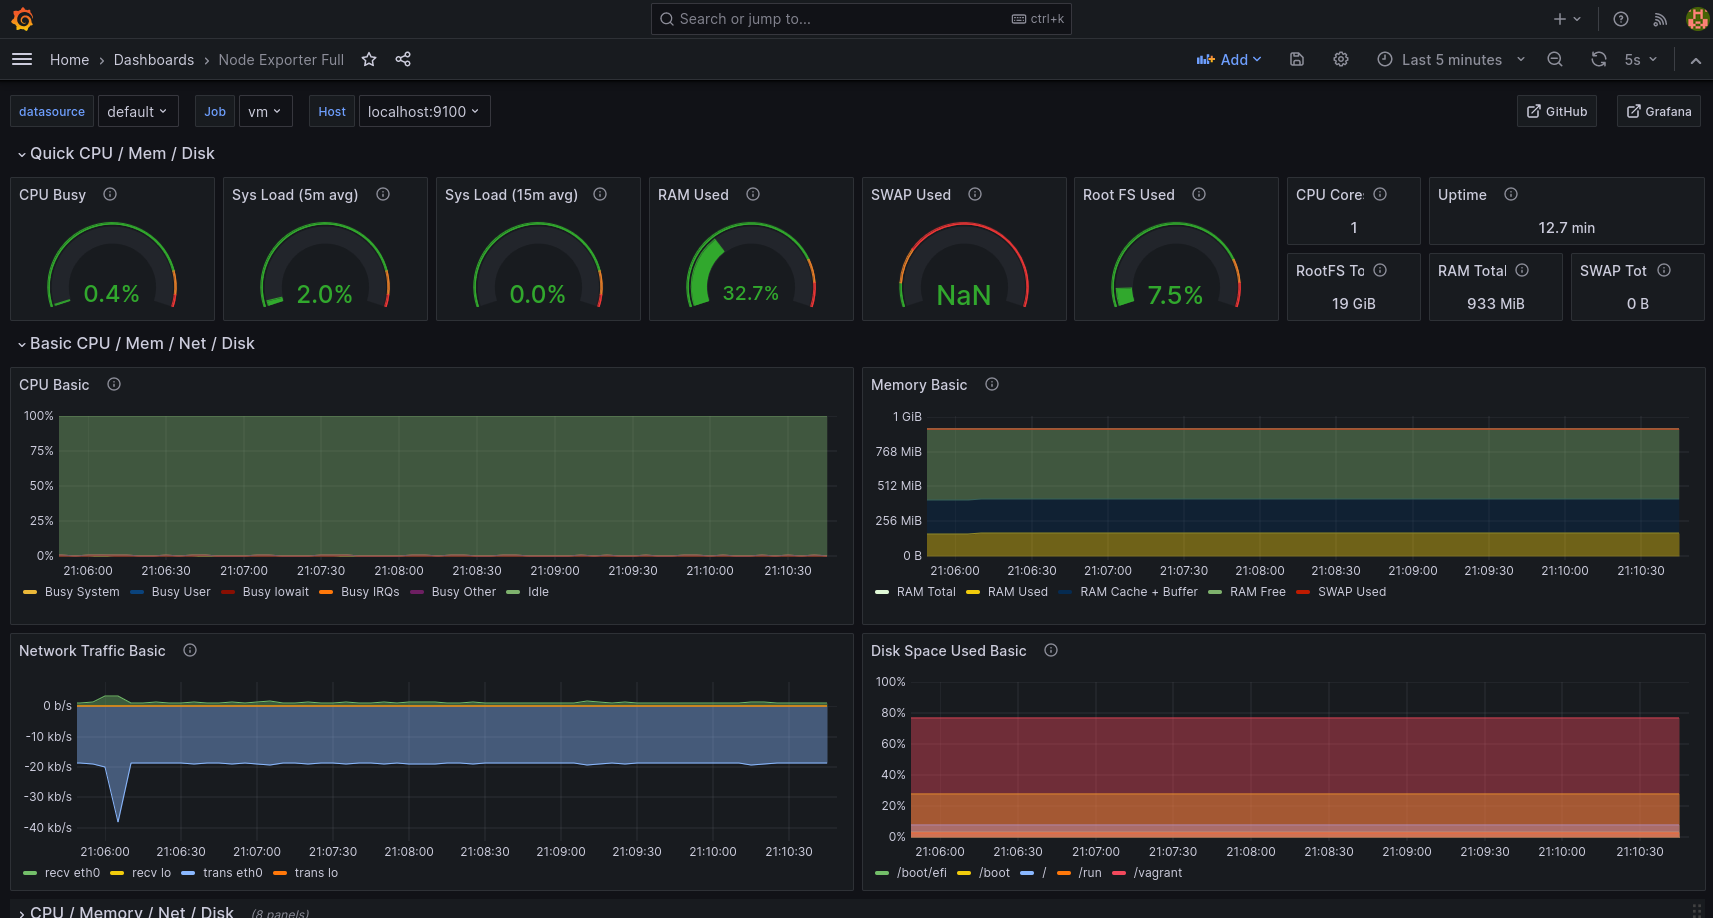 Search or jump to... ctrl+k
Home › Dashboards › Node Exporter Full Add Last 5 minutes 5s
datasource default Job vm Host localhost:9100 GitHub Grafana
Quick CPU / Mem / Disk
CPU Busy Sys Load (5m avg) Sys Load (15m avg) RAM Used SWAP Used Root FS Used CPU Core Uptime
0.4% 2.0% 0.0% 32.7% NaN 7.5% 1 12.7 min
RootFS To RAM Total SWAP Tot
19 GiB 933 MiB 0 B
Basic CPU / Mem / Net / Disk
CPU Basic
100%
75%
50%
25%
0%
21:06:00 21:06:30 21:07:00 21:07:30 21:08:00 21:08:30 21:09:00 21:09:30 21:10:00 21:10:30
Busy System Busy User Busy Iowait Busy IRQs Busy Other Idle
Memory Basic
1 GiB
768 MiB
512 MiB
256 MiB
0 B
21:06:00 21:06:30 21:07:00 21:07:30 21:08:00 21:08:30 21:09:00 21:09:30 21:10:00 21:10:30
RAM Total RAM Used RAM Cache + Buffer RAM Free SWAP Used
Network Traffic Basic
0 b/s
-10 kb/s
-20 kb/s
-30 kb/s
-40 kb/s
21:06:00 21:06:30 21:07:00 21:07:30 21:08:00 21:08:30 21:09:00 21:09:30 21:10:00 21:10:30
recv eth0 recv lo trans eth0 trans lo
Disk Space Used Basic
100%
80%
60%
40%
20%
0%
21:06:00 21:06:30 21:07:00 21:07:30 21:08:00 21:08:30 21:09:00 21:09:30 21:10:00 21:10:30
/boot/efi /boot / /run /vagrant
CPU / Memory / Net / Disk (8 panels)